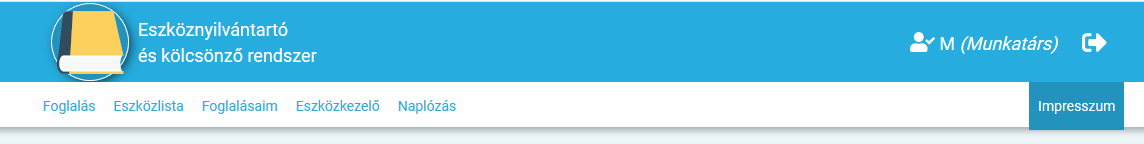 Eszköznyilvántartó
és kölcsönző rendszer
M (Munkatárs)
Foglalás Eszközlista Foglalásaim Eszközkezelő Naplózás Impresszum